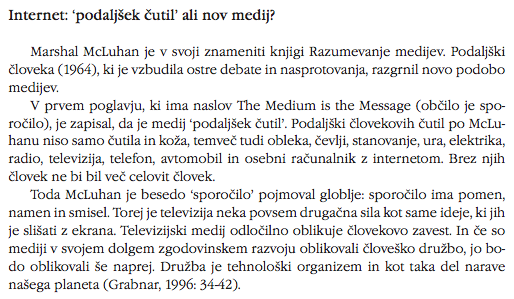 Internet: ‘podaljšek čutil’ ali nov medij?
Marshal McLuhan je v svoji znameniti knjigi Razumevanje medijev. Podaljški
človeka (1964), ki je vzbudila ostre debate in nasprotovanja, razgrnil novo podobo
medijev.
V prvem poglavju, ki ima naslov The Medium is the Message (občilo je spo-
ročilo), je zapisal, da je medij ‘podaljšek čutil’. Podaljški človekovih čutil po McLu-
hanu niso samo čutila in koža, temveč tudi obleka, čevlji, stanovanje, ura, elektrika,
radio, televizija, telefon, avtomobil in osebni računalnik z internetom. Brez njih
človek ne bi bil več celovit človek.
Toda McLuhan je besedo ‘sporočilo’ pojmoval globlje: sporočilo ima pomen,
namen in smisel. Torej je televizija neka povsem drugačna sila kot same ideje, ki jih
je slišati z ekrana. Televizijski medij odločilno oblikuje človekovo zavest. In če so
mediji v svojem dolgem zgodovinskem razvoju oblikovali človeško družbo, jo bo-
do oblikovali še naprej. Družba je tehnološki organizem in kot taka del narave
našega planeta (Grabnar, 1996: 34-42).